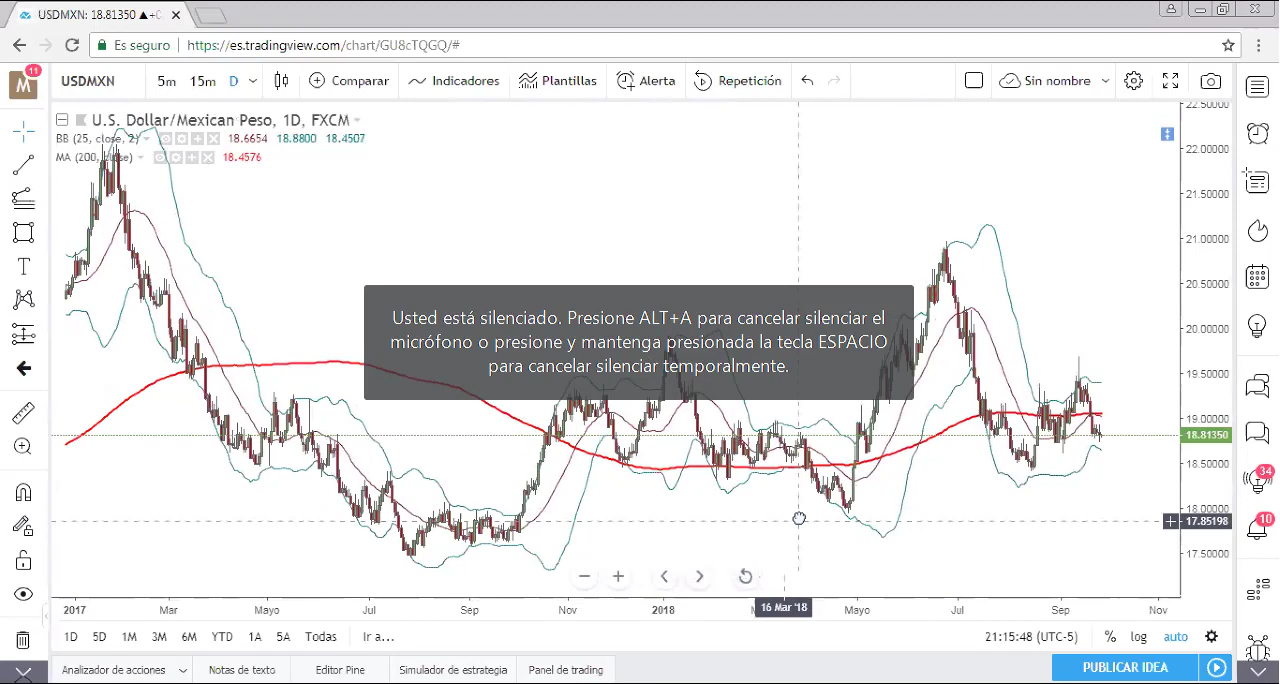 USDMXN: 18.81350 ▲+
Es seguro
https://es.tradingview.com/chart/GU8cTQGQ/#
11
M
USDMXN
5m 15m D
Comparar
Indicadores
Plantillas
Alerta
Repetición
Sin nombre
U.S. Dollar/Mexican Peso, 1D, FXCM
BB (25, close, 2) 18.6654 18.8800 18.4507
MA (200, close) 18.4576
22.50000
22.00000
21.50000
21.00000
20.50000
20.00000
19.50000
19.00000
18.81350
18.50000
18.00000
17.85198
17.50000
Usted está silenciado. Presione ALT+A para cancelar silenciar el
micrófono o presione y mantenga presionada la tecla ESPACIO
para cancelar silenciar temporalmente.
34
10
2017 Mar Mayo Jul Sep Nov 2018 16 Mar '18 Mayo Jul Sep Nov
1D 5D 1M 3M 6M YTD 1A 5A Todas Ir a...
21:15:48 (UTC-5) % log auto
Analizador de acciones Notas de texto Editor Pine Simulador de estrategia Panel de trading
PUBLICAR IDEA